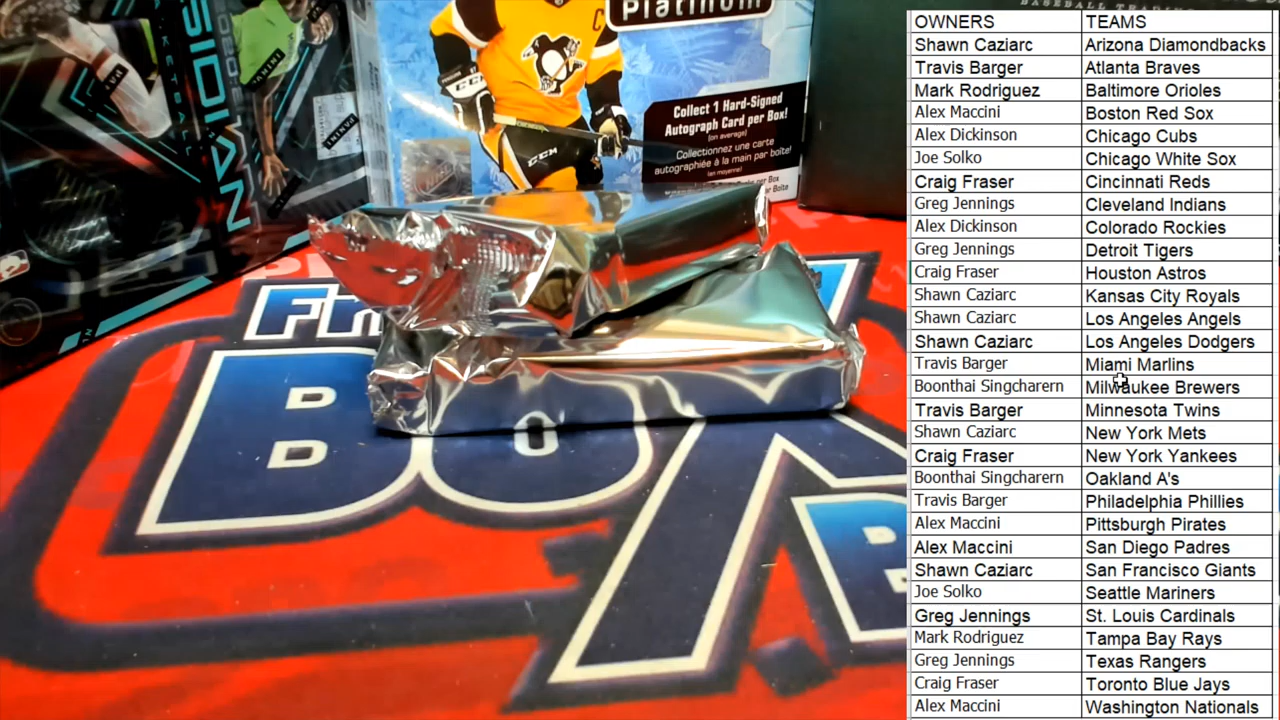 Platinum
Collect 1 Hard-Signed
Autograph Card per Box!
(on average)
Collectionnez une carte
autographiée à la main par boîte!
(en moyenne)
CCM
OBSIDIAN
PANINI
NBA
BOX
B
OWNERS TEAMS
Shawn Caziarc Arizona Diamondbacks
Travis Barger Atlanta Braves
Mark Rodriguez Baltimore Orioles
Alex Maccini Boston Red Sox
Alex Dickinson Chicago Cubs
Joe Solko Chicago White Sox
Craig Fraser Cincinnati Reds
Greg Jennings Cleveland Indians
Alex Dickinson Colorado Rockies
Greg Jennings Detroit Tigers
Craig Fraser Houston Astros
Shawn Caziarc Kansas City Royals
Shawn Caziarc Los Angeles Angels
Shawn Caziarc Los Angeles Dodgers
Travis Barger Miami Marlins
Boonthai Singcharern Milwaukee Brewers
Travis Barger Minnesota Twins
Shawn Caziarc New York Mets
Craig Fraser New York Yankees
Boonthai Singcharern Oakland A's
Travis Barger Philadelphia Phillies
Alex Maccini Pittsburgh Pirates
Alex Maccini San Diego Padres
Shawn Caziarc San Francisco Giants
Joe Solko Seattle Mariners
Greg Jennings St. Louis Cardinals
Mark Rodriguez Tampa Bay Rays
Greg Jennings Texas Rangers
Craig Fraser Toronto Blue Jays
Alex Maccini Washington Nationals